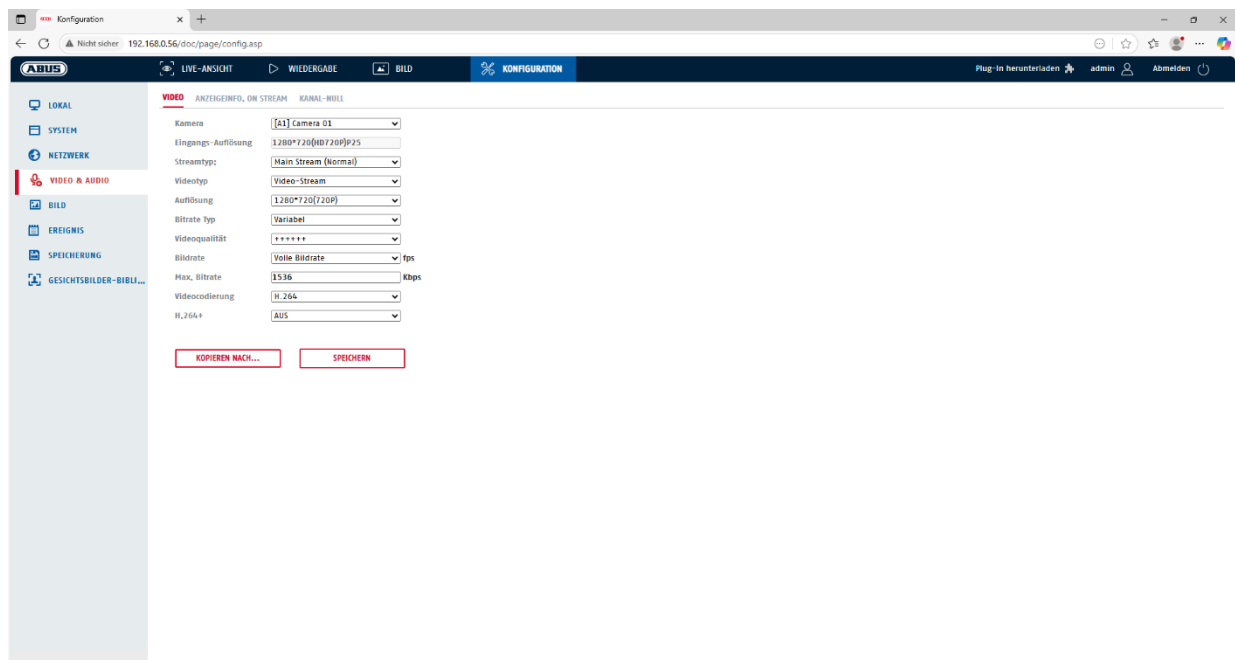 Konfiguration
Nicht sicher 192.168.0.56/doc/page/config.asp
ABUS LIVE-ANSICHT WIEDERGABE BILD KONFIGURATION Plug-in herunterladen admin Abmelden
LOKAL
SYSTEM
NETZWERK
VIDEO & AUDIO
BILD
EREIGNIS
SPEICHERUNG
GESICHTSBILDER-BIBLI...
VIDEO ANZEIGEINFO. ON STREAM KANAL-NULL
Kamera [A1] Camera 01
Eingangs-Auflösung 1280*720(HD720P)P25
Streamtyp: Main Stream (Normal)
Videotyp Video-Stream
Auflösung 1280*720(720P)
Bitrate Typ Variabel
Videoqualität ++++++
Bildrate Volle Bildrate fps
Max. Bitrate 1536 Kbps
Videocodierung H.264
H.264+ AUS
KOPIEREN NACH... SPEICHERN